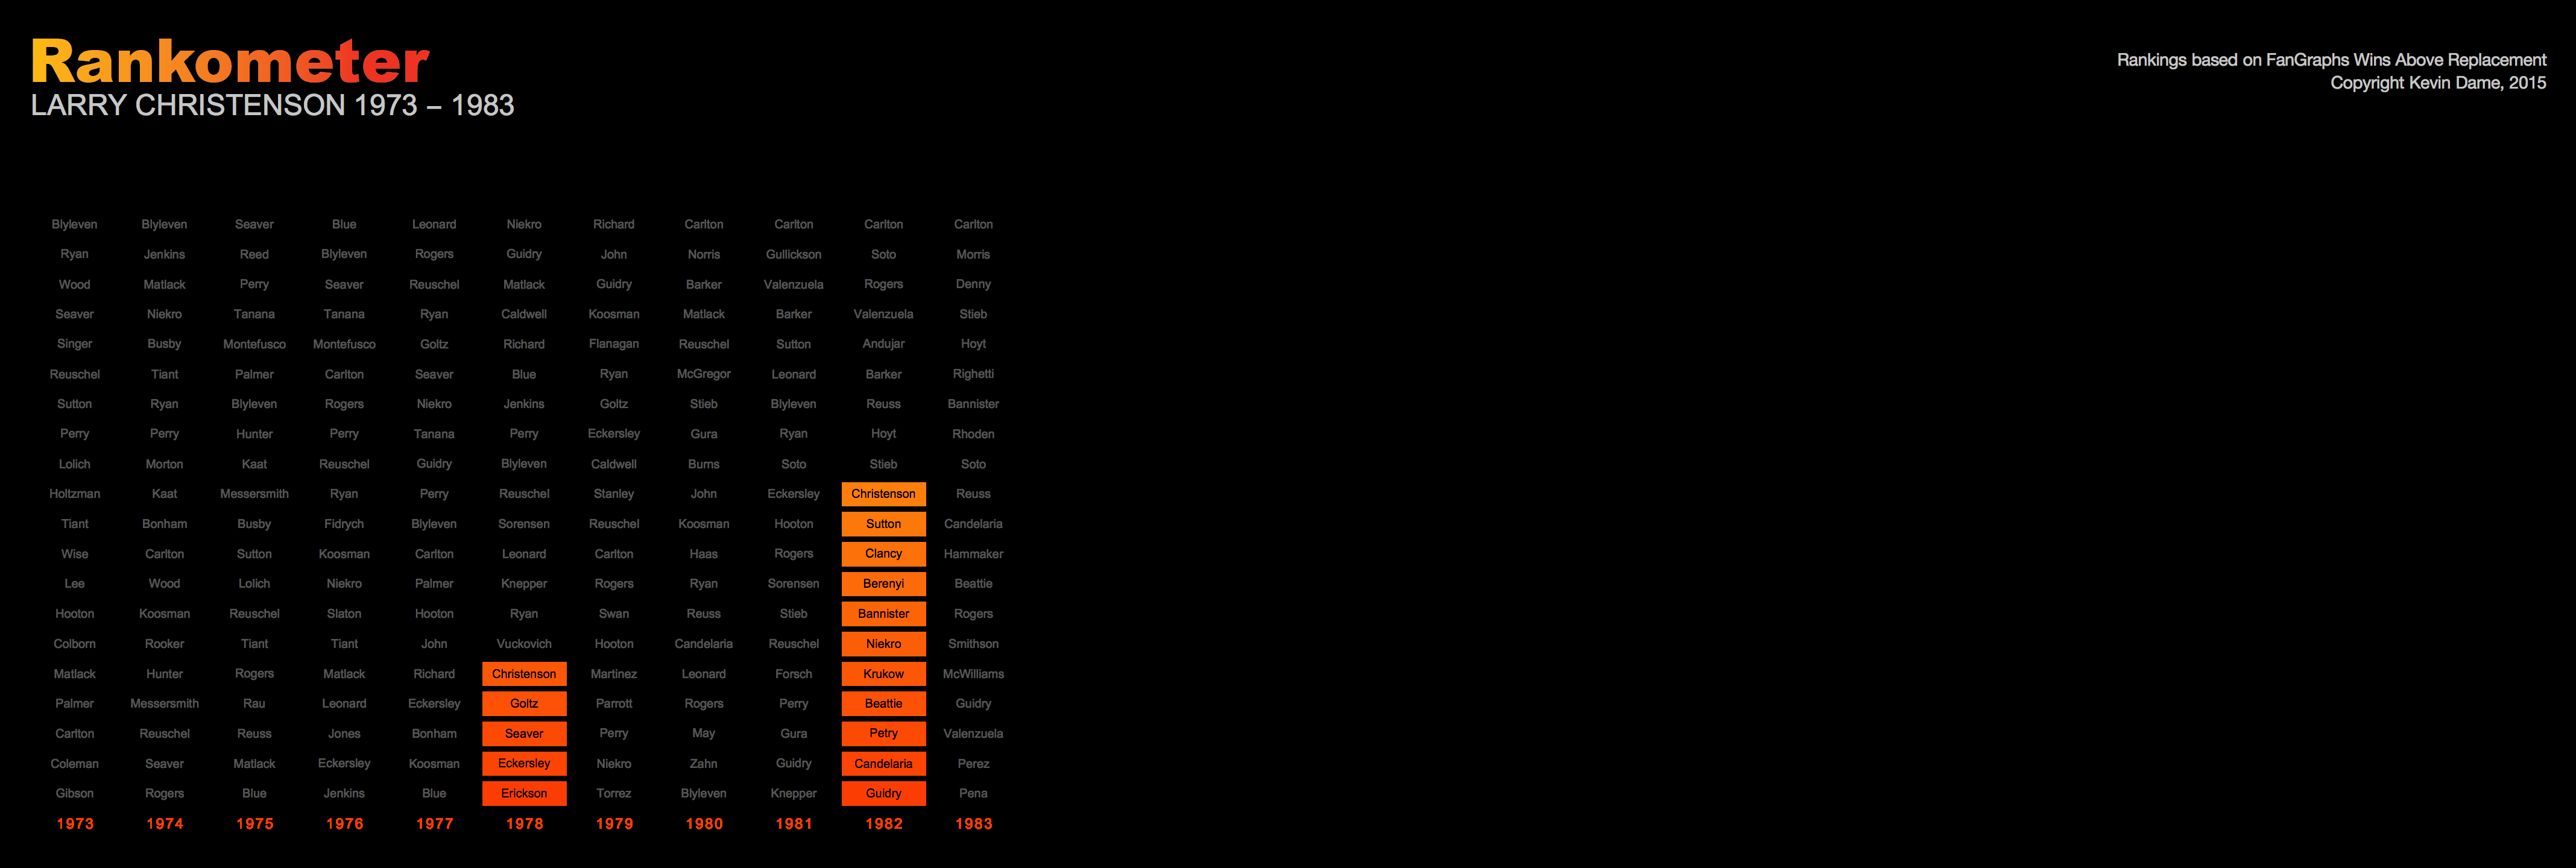 Rankometer
LARRY CHRISTENSON 1973 – 1983
Rankings based on FanGraphs Wins Above Replacement
Copyright Kevin Dame, 2015
Blyleven Blyleven Seaver Blue Leonard Niekro Richard Carlton Carlton Carlton Carlton
Ryan Jenkins Reed Blyleven Rogers Guidry John Norris Gullickson Soto Morris
Wood Matlack Perry Seaver Reuschel Matlack Guidry Barker Valenzuela Rogers Denny
Seaver Niekro Tanana Tanana Ryan Caldwell Koosman Matlack Barker Valenzuela Stieb
Singer Busby Montefusco Montefusco Goltz Richard Flanagan Reuschel Sutton Andujar Hoyt
Reuschel Tiant Palmer Carlton Seaver Blue Ryan McGregor Leonard Barker Righetti
Sutton Ryan Blyleven Rogers Niekro Jenkins Goltz Stieb Blyleven Reuss Bannister
Perry Perry Hunter Perry Tanana Perry Eckersley Gura Ryan Hoyt Rhoden
Lolich Morton Kaat Reuschel Guidry Blyleven Caldwell Burns Soto Stieb Soto
Holtzman Kaat Messersmith Ryan Perry Reuschel Stanley John Eckersley Christenson Reuss
Tiant Bonham Busby Fidrych Blyleven Sorensen Reuschel Koosman Hooton Sutton Candelaria
Wise Carlton Sutton Koosman Carlton Leonard Carlton Haas Rogers Clancy Hammaker
Lee Wood Lolich Niekro Palmer Knepper Rogers Ryan Sorensen Berenyi Beattie
Hooton Koosman Reuschel Slaton Hooton Ryan Swan Reuss Stieb Bannister Rogers
Colborn Rooker Tiant Tiant John Vuckovich Hooton Candelaria Reuschel Niekro Smithson
Matlack Hunter Rogers Matlack Richard Christenson Martinez Leonard Forsch Krukow McWilliams
Palmer Messersmith Rau Leonard Eckersley Goltz Parrott Rogers Perry Beattie Guidry
Carlton Reuschel Reuss Jones Bonham Seaver Perry May Gura Petry Valenzuela
Coleman Seaver Matlack Eckersley Koosman Eckersley Niekro Zahn Guidry Candelaria Perez
Gibson Rogers Blue Jenkins Blue Erickson Torrez Blyleven Knepper Guidry Pena
1973 1974 1975 1976 1977 1978 1979 1980 1981 1982 1983